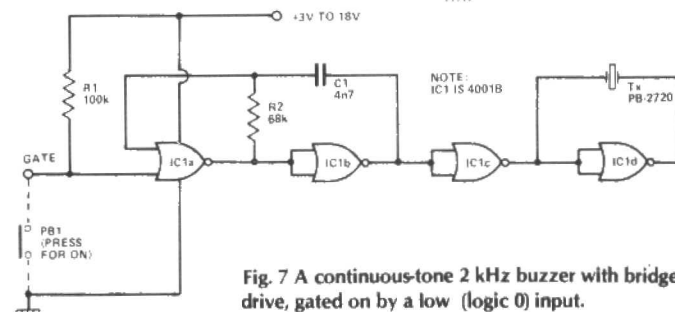 +3V TO 18V
R1
100k
C1
4n7
NOTE:
IC1 IS 4001B
Tx
PB-2720
R2
68k
GATE
IC1a
IC1b
IC1c
IC1d
PB1
(PRESS
FOR ON)
Fig. 7 A continuous-tone 2 kHz buzzer with bridge
drive, gated on by a low (logic 0) input.